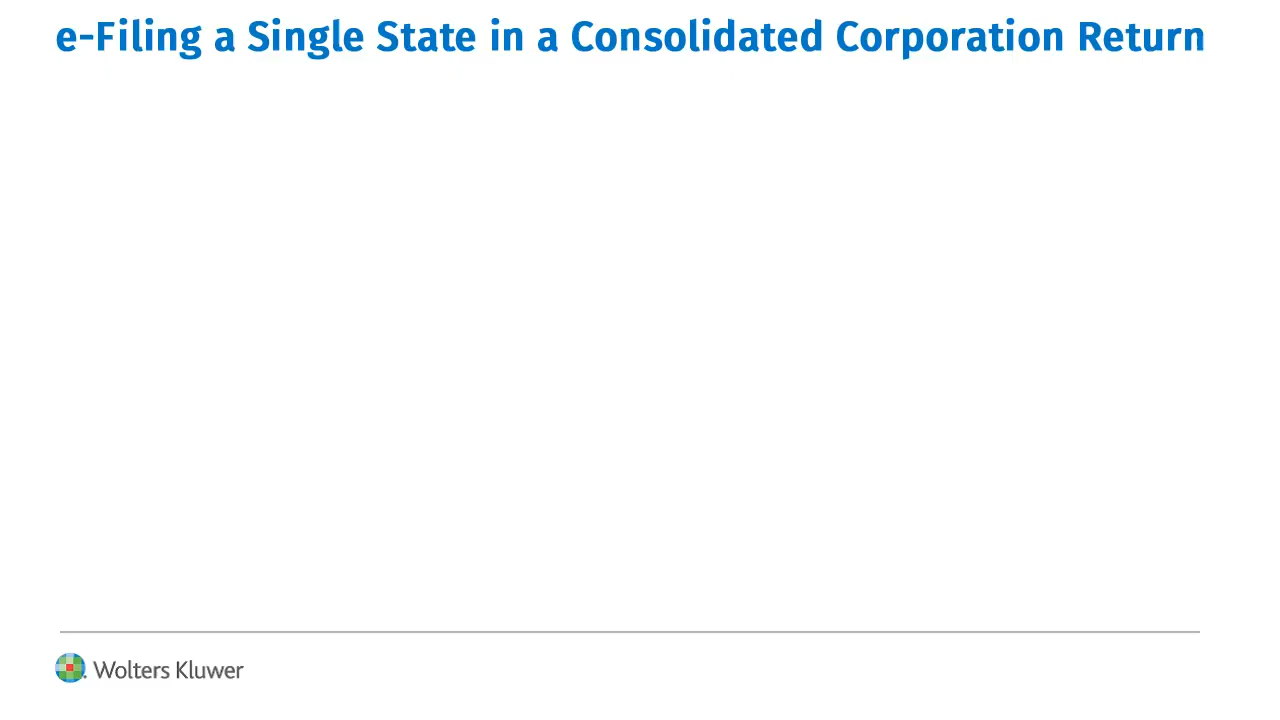 e-Filing a Single State in a Consolidated Corporation Return
Wolters Kluwer